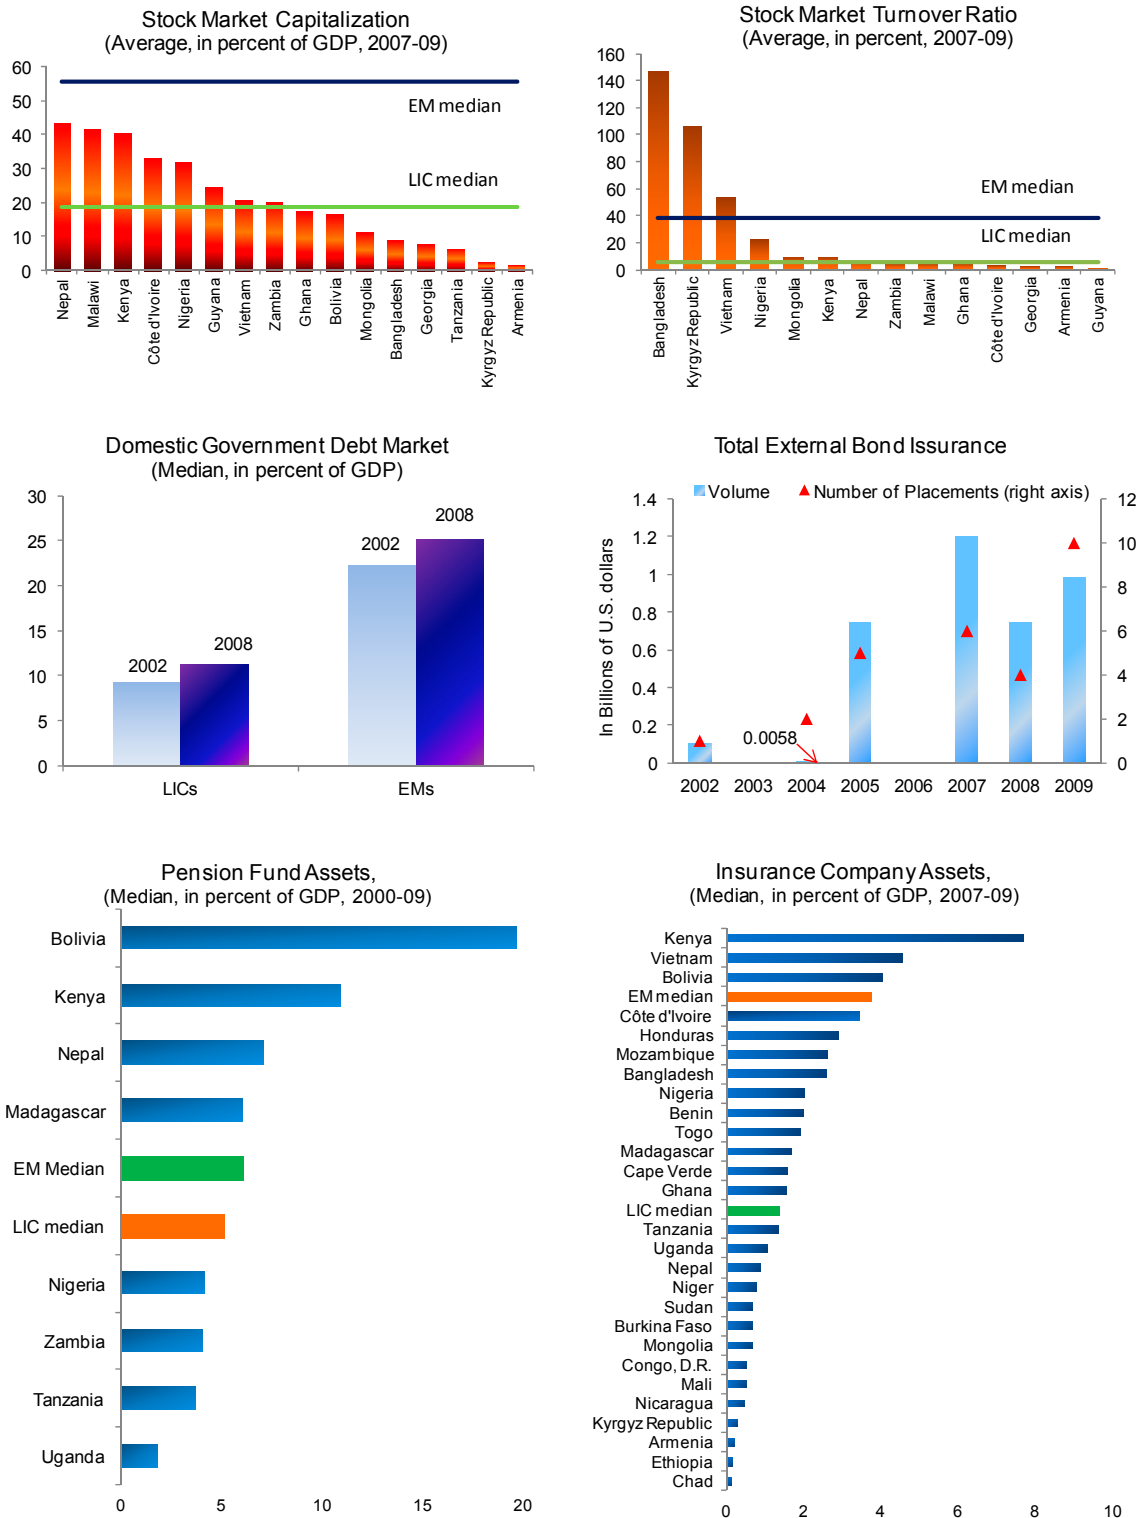 Stock Market Capitalization
(Average, in percent of GDP, 2007-09)
60
50
40
30
20
10
0
EM median
LIC median
Nepal
Malawi
Kenya
Côte d'Ivoire
Nigeria
Guyana
Vietnam
Zambia
Ghana
Bolivia
Mongolia
Bangladesh
Georgia
Tanzania
Kyrgyz Republic
Armenia
Stock Market Turnover Ratio
(Average, in percent, 2007-09)
160
140
120
100
80
60
40
20
0
EM median
LIC median
Bangladesh
Kyrgyz Republic
Vietnam
Nigeria
Mongolia
Kenya
Nepal
Zambia
Malawi
Ghana
Côte d'Ivoire
Georgia
Armenia
Guyana
Domestic Government Debt Market
(Median, in percent of GDP)
30
25
20
15
10
5
0
2002
2008
2002
2008
LICs
EMs
Total External Bond Issurance
Volume
Number of Placements (right axis)
In Billions of U.S. dollars
1.4
1.2
1
0.8
0.6
0.4
0.2
0
12
10
8
6
4
2
0
0.0058
2002 2003 2004 2005 2006 2007 2008 2009
Pension Fund Assets,
(Median, in percent of GDP, 2000-09)
Bolivia
Kenya
Nepal
Madagascar
EM Median
LIC median
Nigeria
Zambia
Tanzania
Uganda
0 5 10 15 20
Insurance Company Assets,
(Median, in percent of GDP, 2007-09)
Kenya
Vietnam
Bolivia
EM median
Côte d'Ivoire
Honduras
Mozambique
Bangladesh
Nigeria
Benin
Togo
Madagascar
Cape Verde
Ghana
LIC median
Tanzania
Uganda
Nepal
Niger
Sudan
Burkina Faso
Mongolia
Congo, D.R.
Mali
Nicaragua
Kyrgyz Republic
Armenia
Ethiopia
Chad
0 2 4 6 8 10